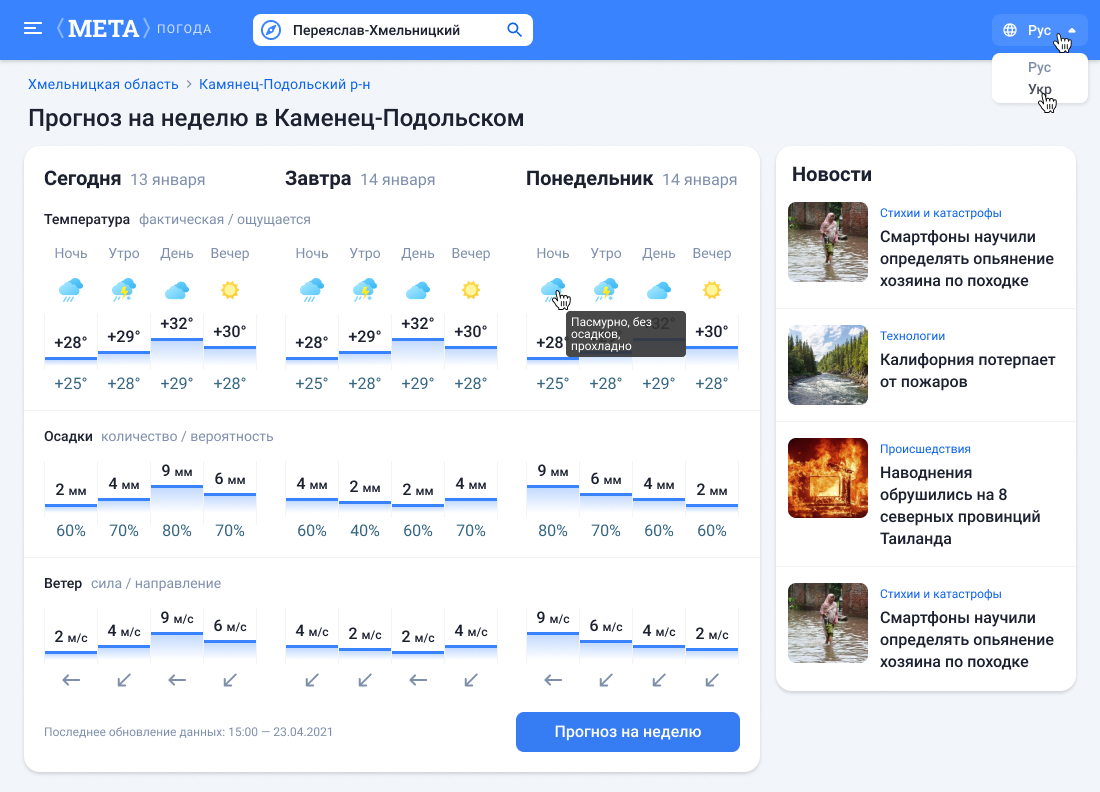 ⟨META⟩ ПОГОДА
Переяслав-Хмельницкий
Рус
Рус
Укр
Хмельницкая область > Камянец-Подольский р-н
Прогноз на неделю в Каменец-Подольском
Сегодня 13 января
Завтра 14 января
Понедельник 14 января
Температура фактическая / ощущается
Ночь Утро День Вечер Ночь Утро День Вечер Ночь Утро День Вечер
Пасмурно, без
осадков,
прохладно
+28° +29° +32° +30° +28° +29° +32° +30° +28° +32° +30°
+25° +28° +29° +28° +25° +28° +29° +28° +25° +28° +29° +28°
Осадки количество / вероятность
2 мм 4 мм 9 мм 6 мм 4 мм 2 мм 2 мм 4 мм 9 мм 6 мм 4 мм 2 мм
60% 70% 80% 70% 60% 40% 60% 70% 80% 70% 60% 60%
Ветер сила / направление
2 м/с 4 м/с 9 м/с 6 м/с 4 м/с 2 м/с 2 м/с 4 м/с 9 м/с 6 м/с 4 м/с 2 м/с
← ↙ ← ↙ ↙ ↙ ← ↙ ← ↙ ↙ ↙
Последнее обновление данных: 15:00 — 23.04.2021
Прогноз на неделю
Новости
Стихии и катастрофы
Смартфоны научили
определять опьянение
хозяина по походке
Технологии
Калифорния потерпает
от пожаров
Происшедствия
Наводнения
обрушились на 8
северных провинций
Таиланда
Стихии и катастрофы
Смартфоны научили
определять опьянение
хозяина по походке